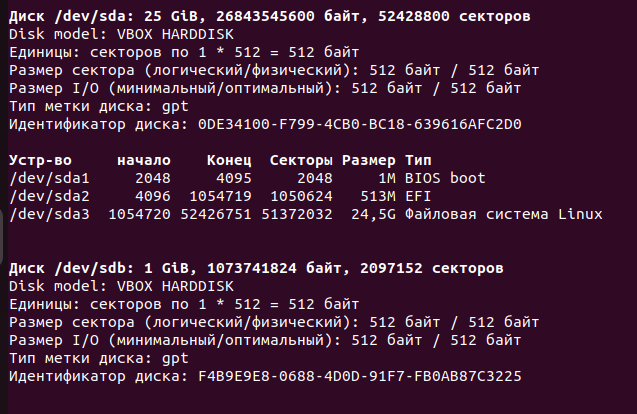 Диск /dev/sda: 25 GiB, 26843545600 байт, 52428800 секторов
Disk model: VBOX HARDDISK
Единицы: секторов по 1 * 512 = 512 байт
Размер сектора (логический/физический): 512 байт / 512 байт
Размер I/O (минимальный/оптимальный): 512 байт / 512 байт
Тип метки диска: gpt
Идентификатор диска: 0DE34100-F799-4CB0-BC18-639616AFC2D0
Устр-во начало Конец Секторы Размер Тип
/dev/sda1 2048 4095 2048 1M BIOS boot
/dev/sda2 4096 1054719 1050624 513M EFI
/dev/sda3 1054720 52426751 51372032 24,5G Файловая система Linux
Диск /dev/sdb: 1 GiB, 1073741824 байт, 2097152 секторов
Disk model: VBOX HARDDISK
Единицы: секторов по 1 * 512 = 512 байт
Размер сектора (логический/физический): 512 байт / 512 байт
Размер I/O (минимальный/оптимальный): 512 байт / 512 байт
Тип метки диска: gpt
Идентификатор диска: F4B9E9E8-0688-4D0D-91F7-FB0AB87C3225